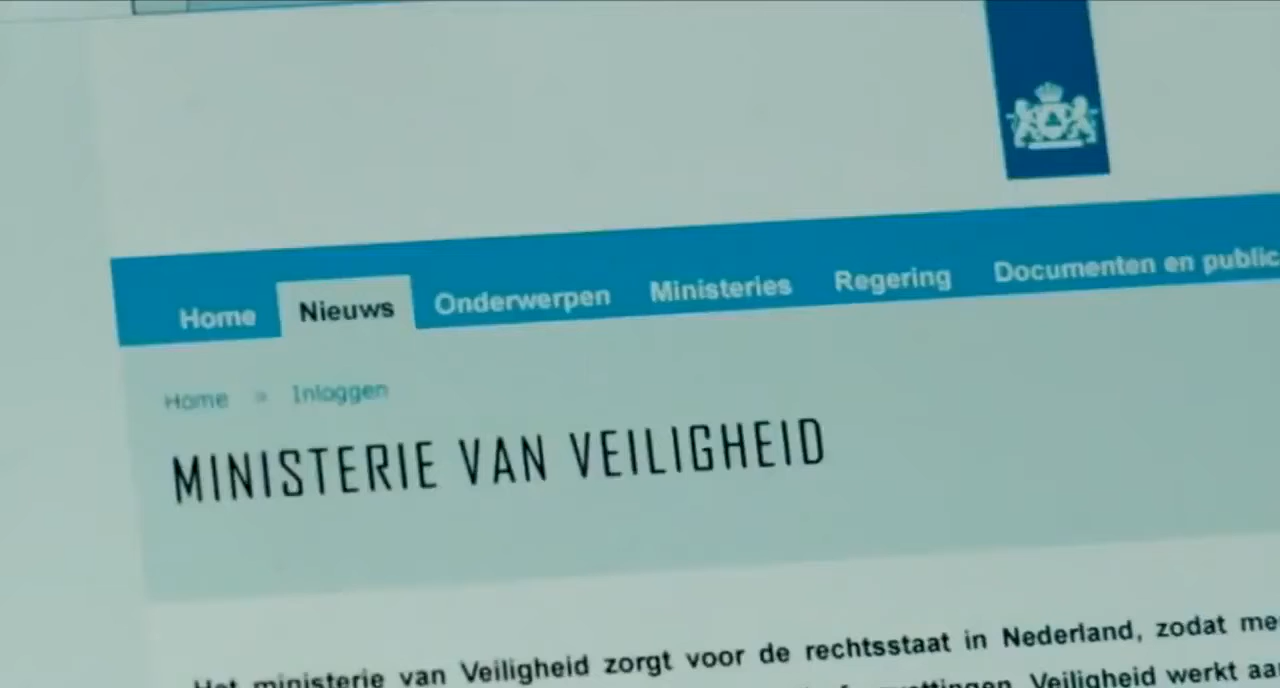 Home Nieuws Onderwerpen Ministeries Regering Documenten en public
Home » Inloggen
MINISTERIE VAN VEILIGHEID
Het ministerie van Veiligheid zorgt voor de rechtsstaat in Nederland, zodat me
Veiligheid werkt aan